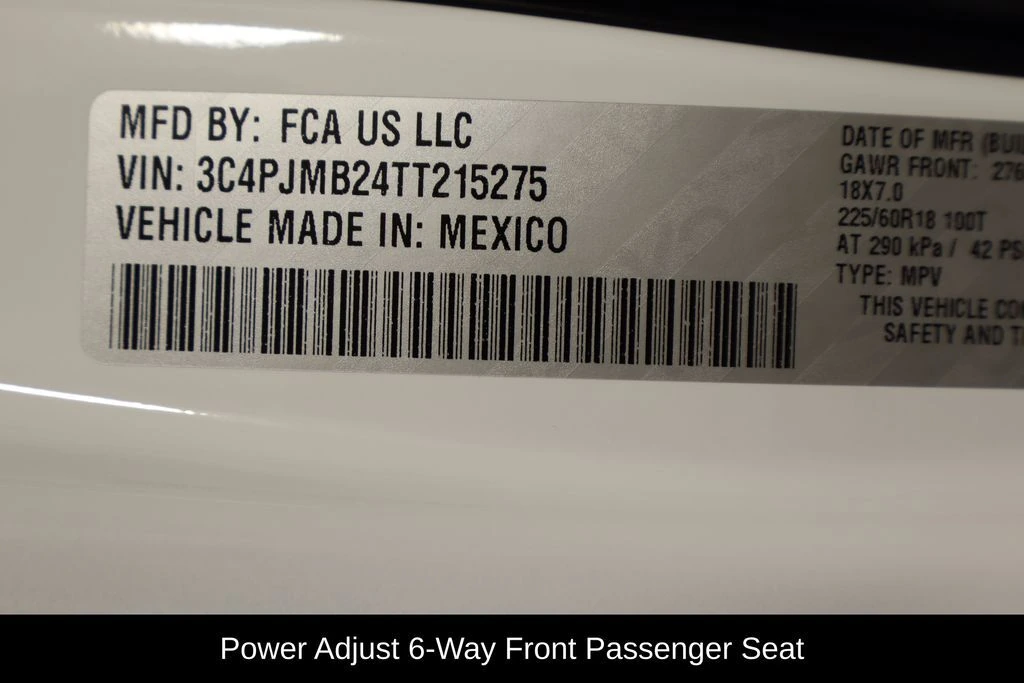 MFD BY: FCA US LLC
VIN: 3C4PJMB24TT215275
VEHICLE MADE IN: MEXICO
DATE OF MFR
GAWR FRONT:
18X7.0
225/60R18 100T
AT 290 kPa / 42
TYPE: MPV
THIS VEHICLE
SAFETY AND
Power Adjust 6-Way Front Passenger Seat